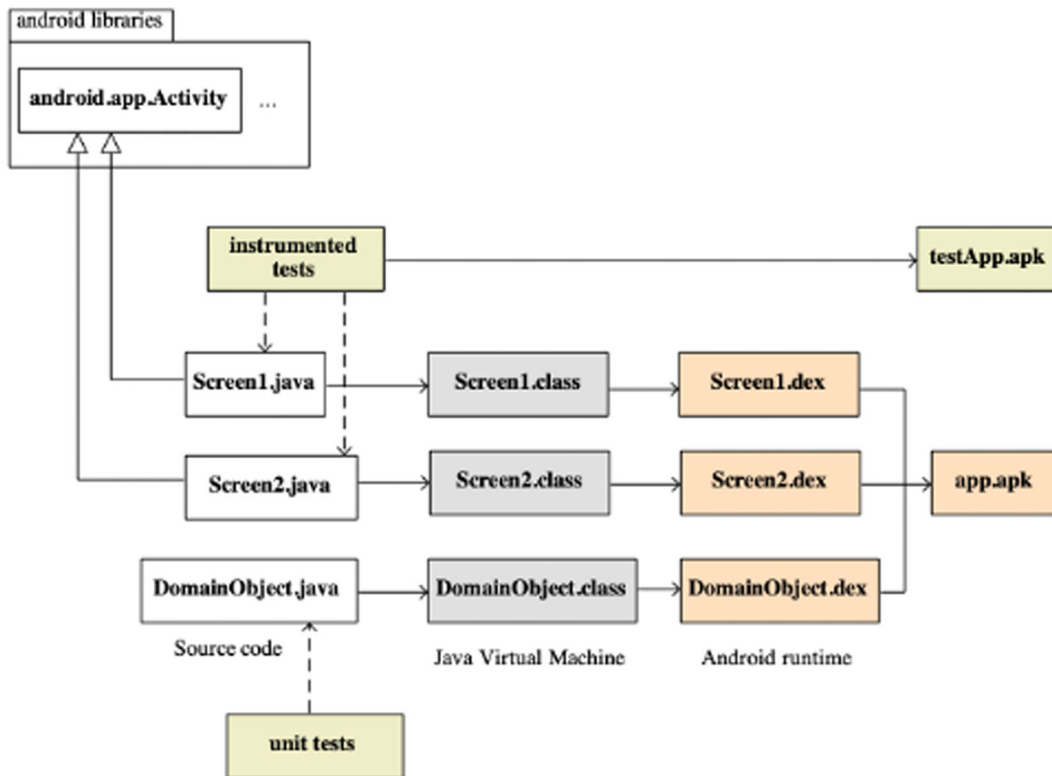 android libraries
android.app.Activity
...
instrumented
tests
testApp.apk
Screen1.java
Screen1.class
Screen1.dex
Screen2.java
Screen2.class
Screen2.dex
app.apk
DomainObject.java
DomainObject.class
DomainObject.dex
Source code
Java Virtual Machine
Android runtime
unit tests